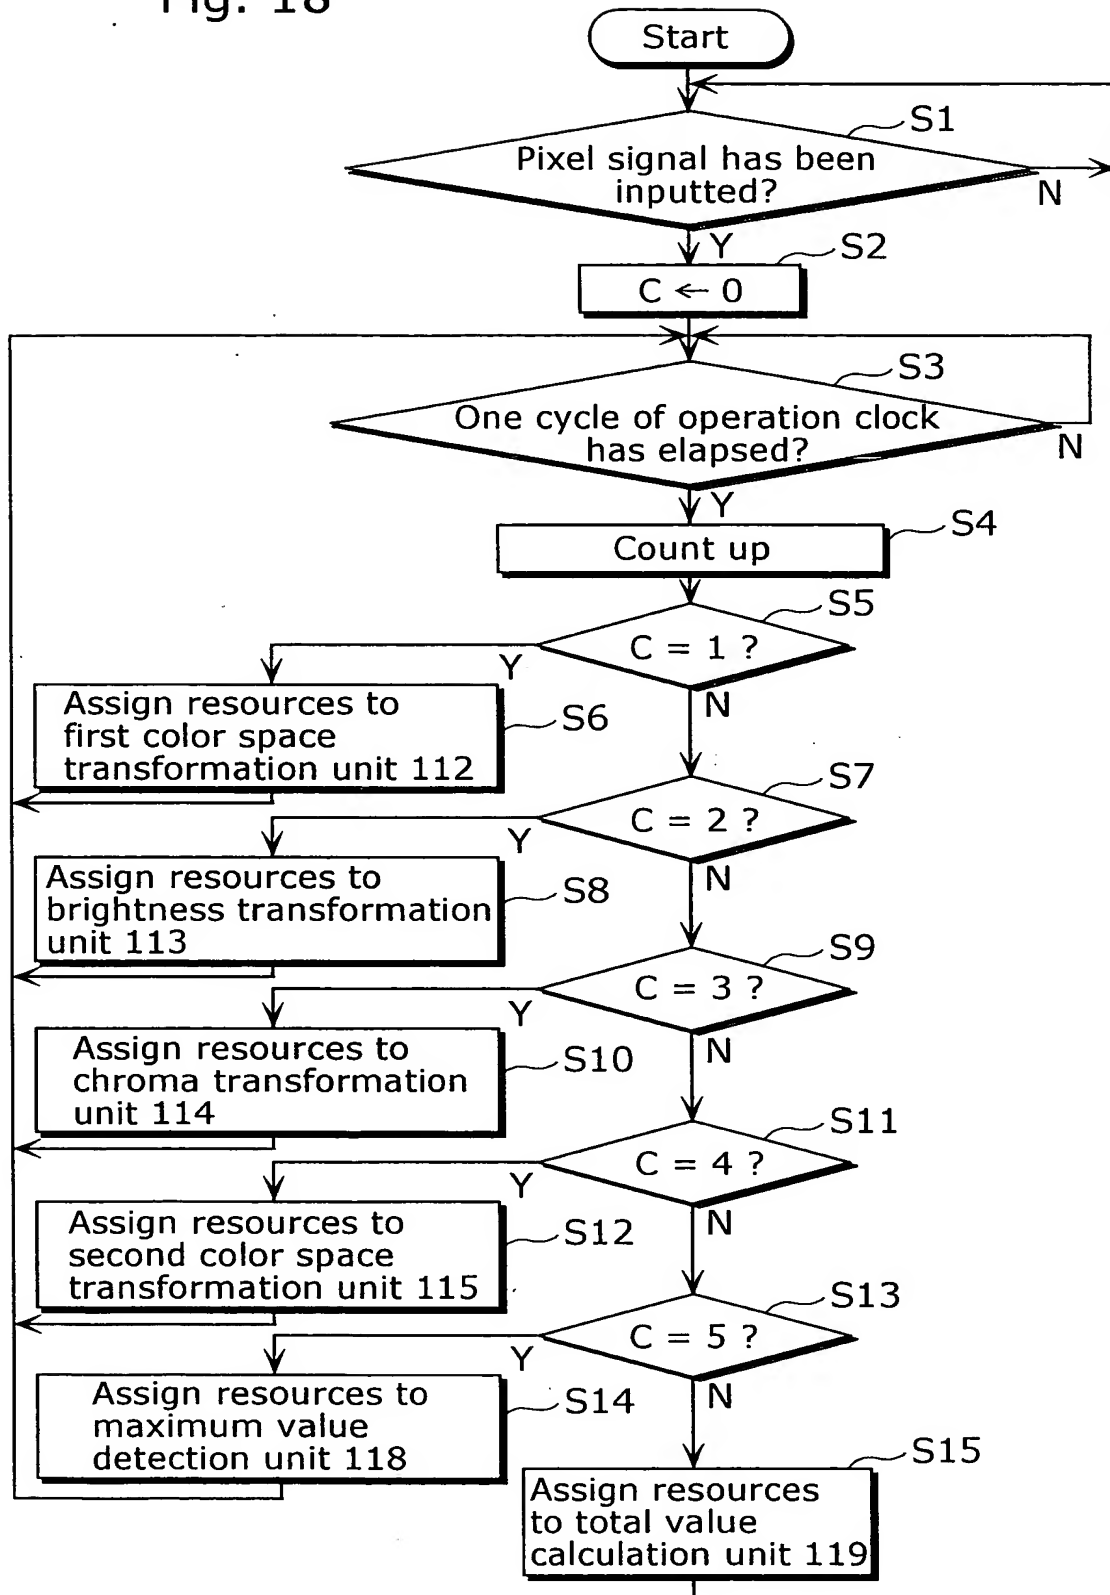 Fig. 18
Start
S1
Pixel signal has been
inputted?
N
Y
S2
C ← 0
S3
One cycle of operation clock
has elapsed?
N
Y
S4
Count up
S5
C = 1 ?
Y
N
Assign resources to
first color space
transformation unit 112
S6
S7
C = 2 ?
Y
N
Assign resources to
brightness transformation
unit 113
S8
S9
C = 3 ?
Y
N
Assign resources to
chroma transformation
unit 114
S10
S11
C = 4 ?
Y
N
Assign resources to
second color space
transformation unit 115
S12
S13
C = 5 ?
Y
N
Assign resources to
maximum value
detection unit 118
S14
S15
Assign resources
to total value
calculation unit 119